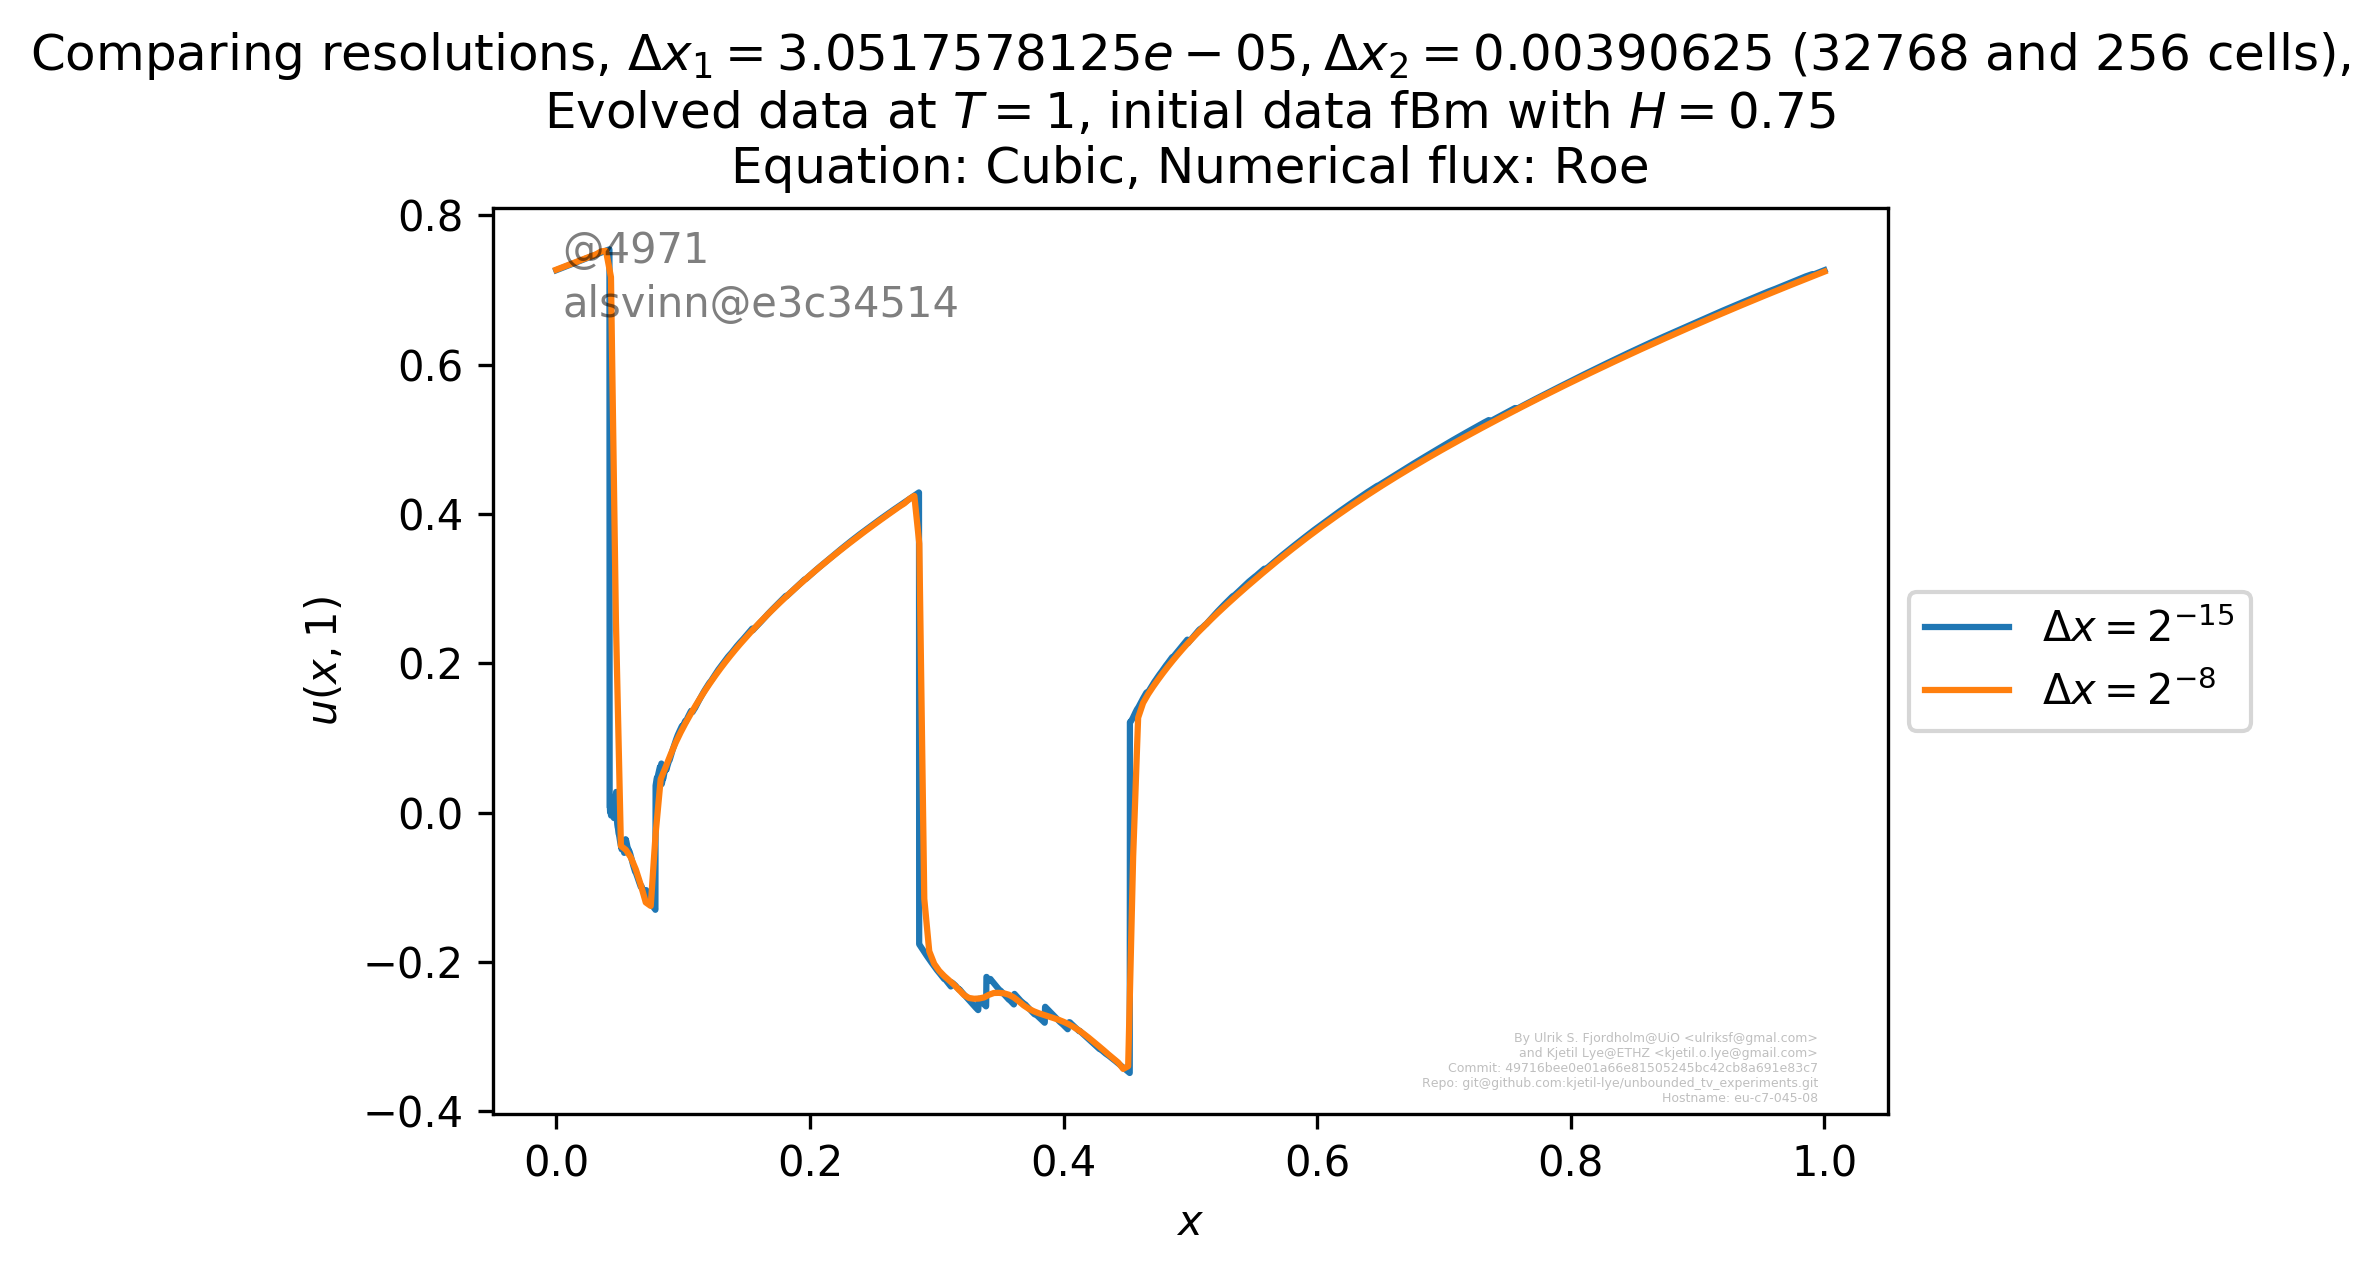 Comparing resolutions, Δx₁ = 3.0517578125e − 05, Δx₂ = 0.00390625 (32768 and 256 cells),
Evolved data at T = 1, initial data fBm with H = 0.75
Equation: Cubic, Numerical flux: Roe
@4971
alsvinn@e3c34514
0.8
0.6
0.4
0.2
0.0
−0.2
−0.4
u(x, 1)
Δx = 2⁻¹⁵
Δx = 2⁻⁸
By Ulrik S. Fjordholm@UiO <ulriksf@gmal.com>
and Kjetil Lye@ETHZ <kjetil.o.lye@gmail.com>
Commit: 49716bee0e01a66e81505245bc42cb8a691e83c7
Repo: git@github.com:kjetil-lye/unbounded_tv_experiments.git
Hostname: eu-c7-045-08
0.0 0.2 0.4 0.6 0.8 1.0
x